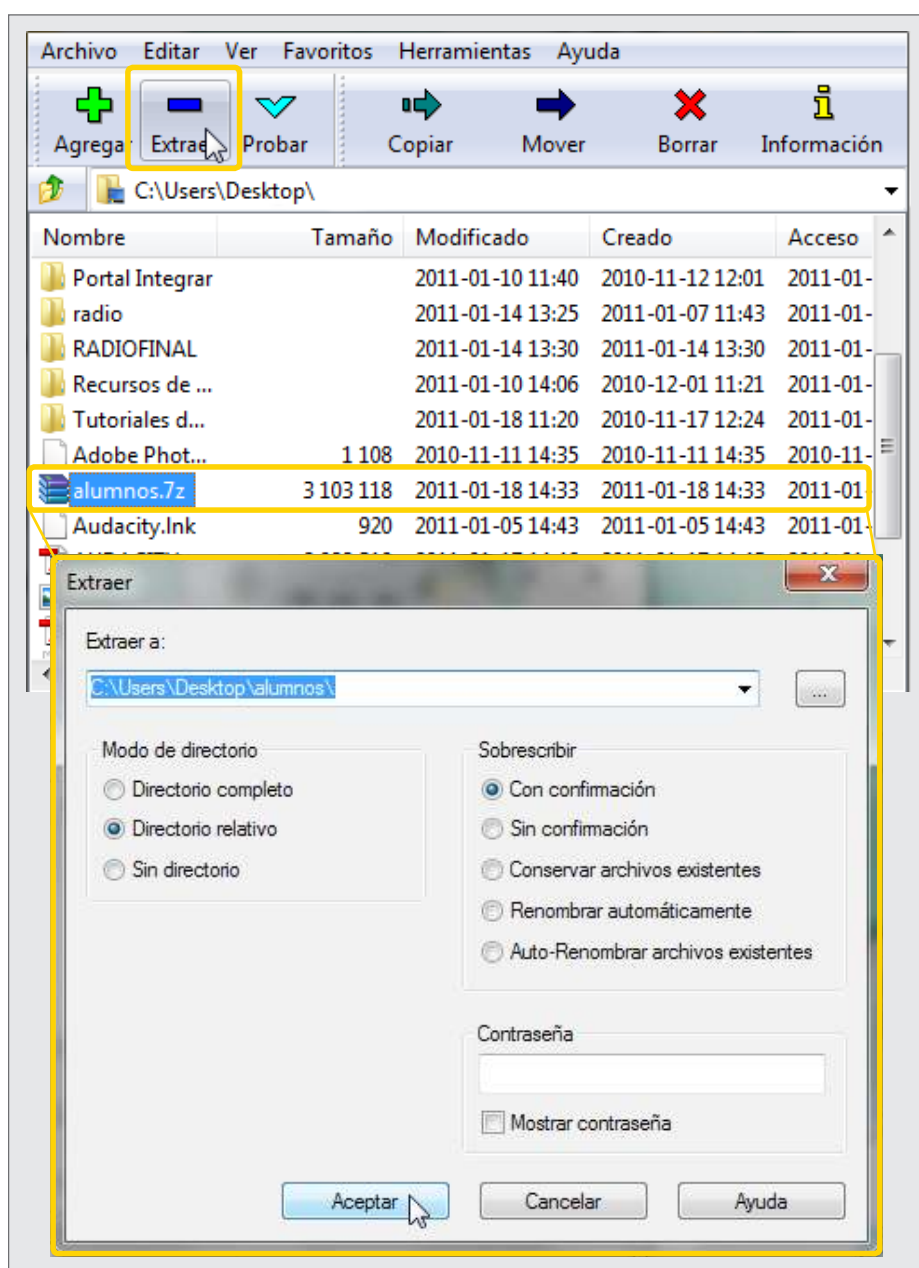 Archivo Editar Ver Favoritos Herramientas Ayuda
Agregar Extraer Probar Copiar Mover Borrar Información
C:\Users\Desktop\
Nombre Tamaño Modificado Creado Acceso
Portal Integrar 2011-01-10 11:40 2010-11-12 12:01 2011-01-
radio 2011-01-14 13:25 2011-01-07 11:43 2011-01-
RADIOFINAL 2011-01-14 13:30 2011-01-14 13:30 2011-01-
Recursos de ... 2011-01-10 14:06 2010-12-01 11:21 2011-01-
Tutoriales d... 2011-01-18 11:20 2010-11-17 12:24 2011-01-
Adobe Phot... 1 108 2010-11-11 14:35 2010-11-11 14:35 2010-11-
alumnos.7z 3 103 118 2011-01-18 14:33 2011-01-18 14:33 2011-01-
Audacity.lnk 920 2011-01-05 14:43 2011-01-05 14:43 2011-01-
Extraer
Extraer a:
C:\Users\Desktop\alumnos\
...
Modo de directorio
Directorio completo
Directorio relativo
Sin directorio
Sobrescribir
Con confirmación
Sin confirmación
Conservar archivos existentes
Renombrar automáticamente
Auto-Renombrar archivos existentes
Contraseña
Mostrar contraseña
Aceptar Cancelar Ayuda